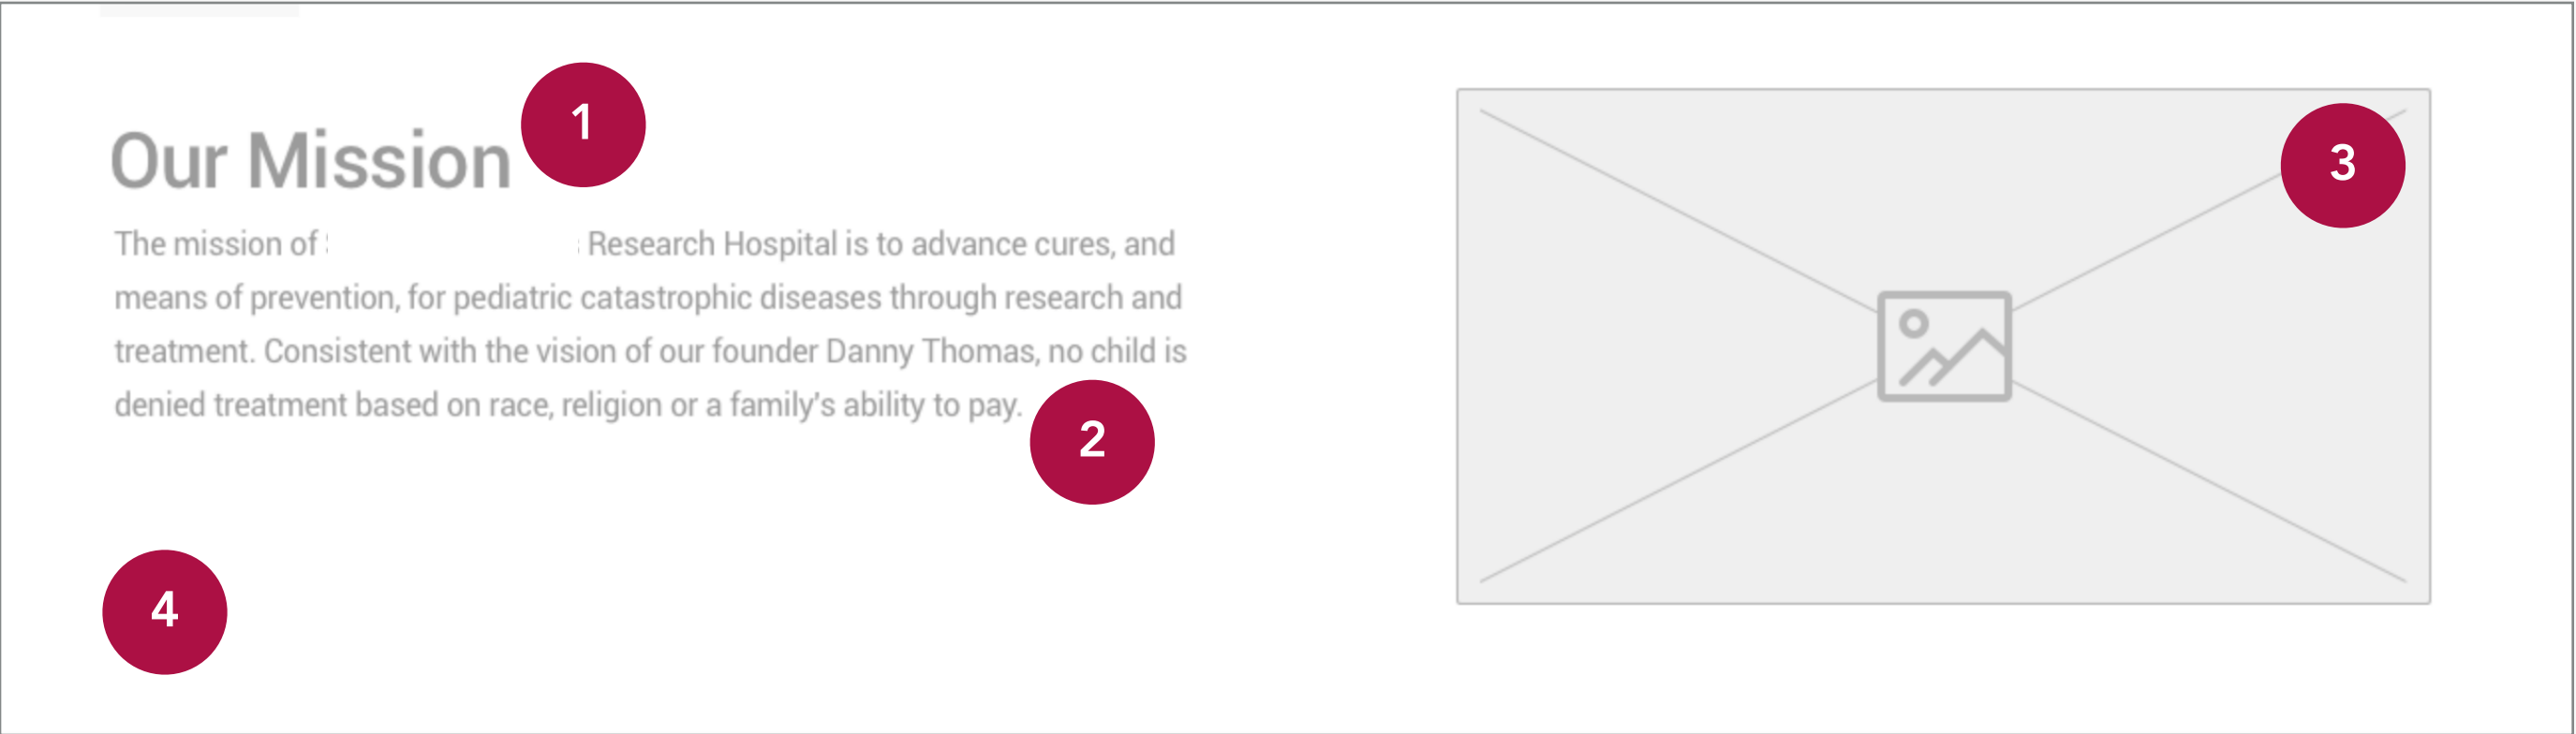 1
Our Mission
The mission of Research Hospital is to advance cures, and
means of prevention, for pediatric catastrophic diseases through research and
treatment. Consistent with the vision of our founder Danny Thomas, no child is
denied treatment based on race, religion or a family's ability to pay.
2
3
4